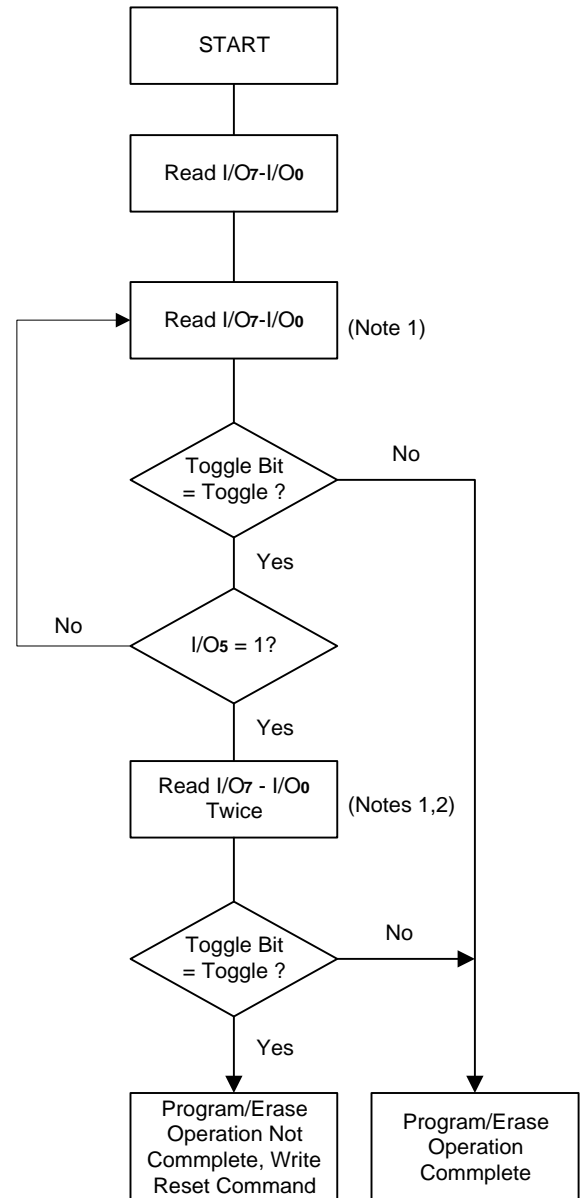 START
Read I/O7-I/O0
Read I/O7-I/O0
(Note 1)
Toggle Bit
= Toggle ?
No
Yes
I/O5 = 1?
No
Yes
Read I/O7 - I/O0
Twice
(Notes 1,2)
Toggle Bit
= Toggle ?
No
Yes
Program/Erase
Operation Not
Commplete, Write
Reset Command
Program/Erase
Operation
Commplete